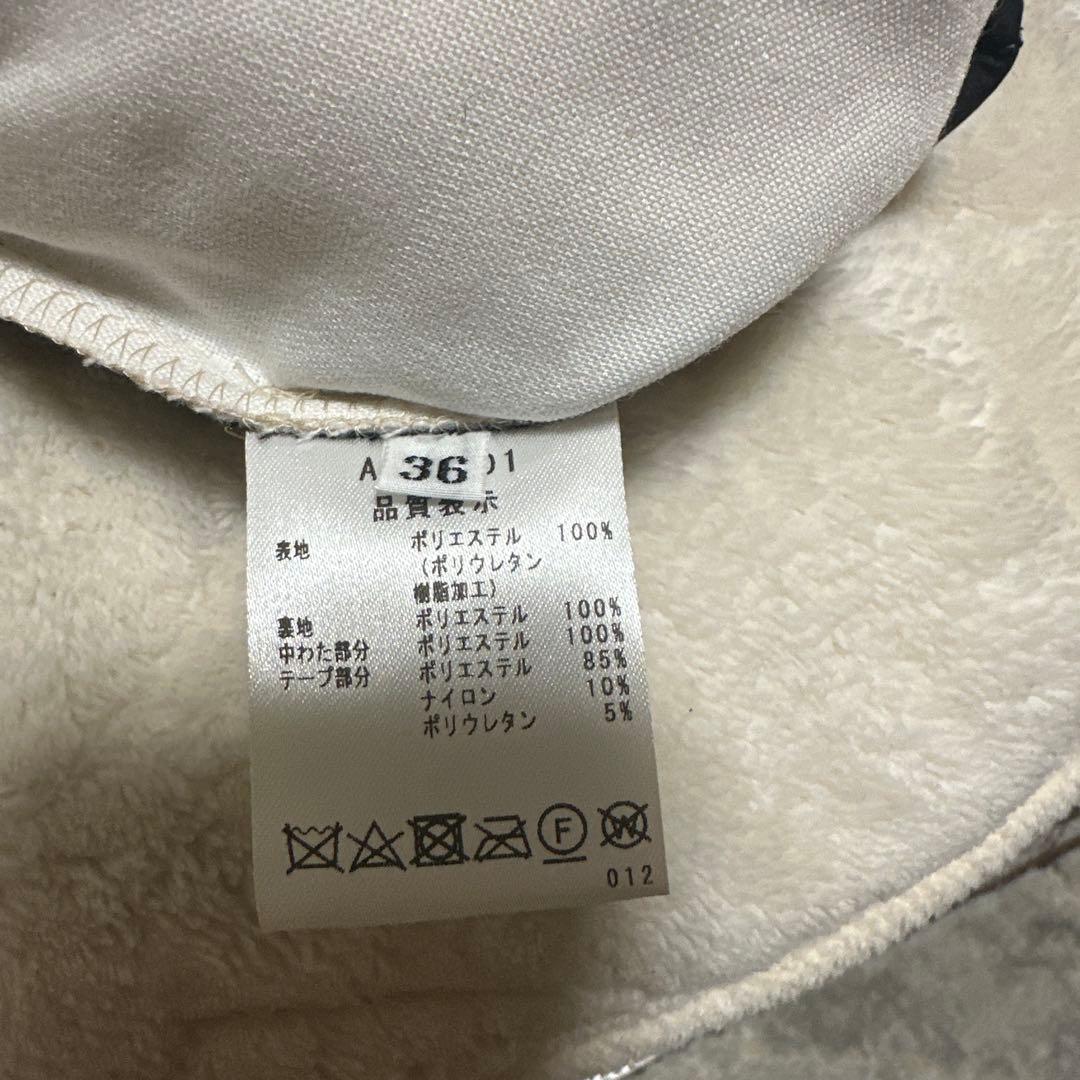 36
品質表示
表地 ポリエステル 100%
(ポリウレタン
樹脂加工)
裏地 ポリエステル 100%
中わた部分 ポリエステル 100%
テープ部分 ポリエステル 85%
ナイロン 10%
ポリウレタン 5%
F W
012